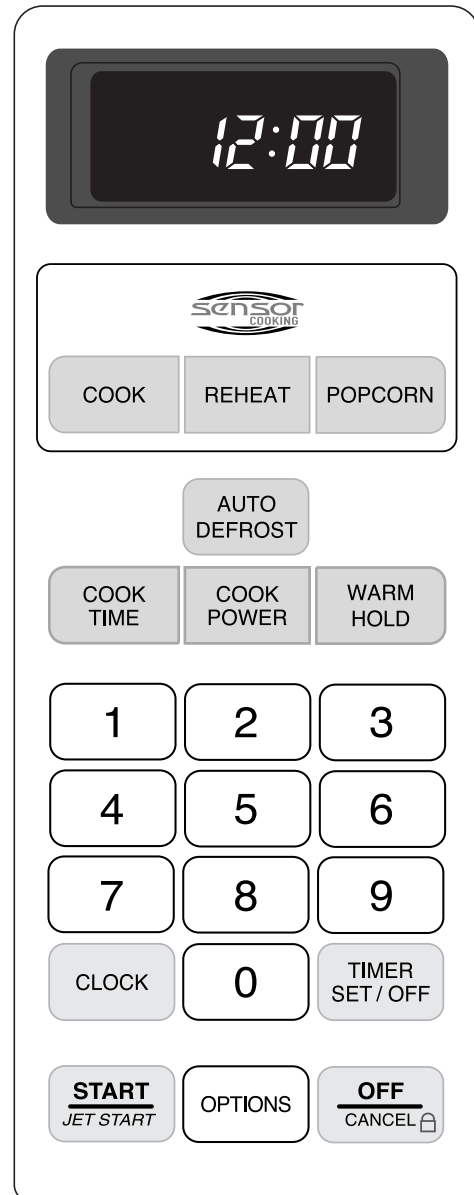 12:00
sensor
COOKING
COOK REHEAT POPCORN
AUTO
DEFROST
COOK
TIME
COOK
POWER
WARM
HOLD
1 2 3
4 5 6
7 8 9
CLOCK 0 TIMER
SET / OFF
START
JET START
OPTIONS
OFF
CANCEL